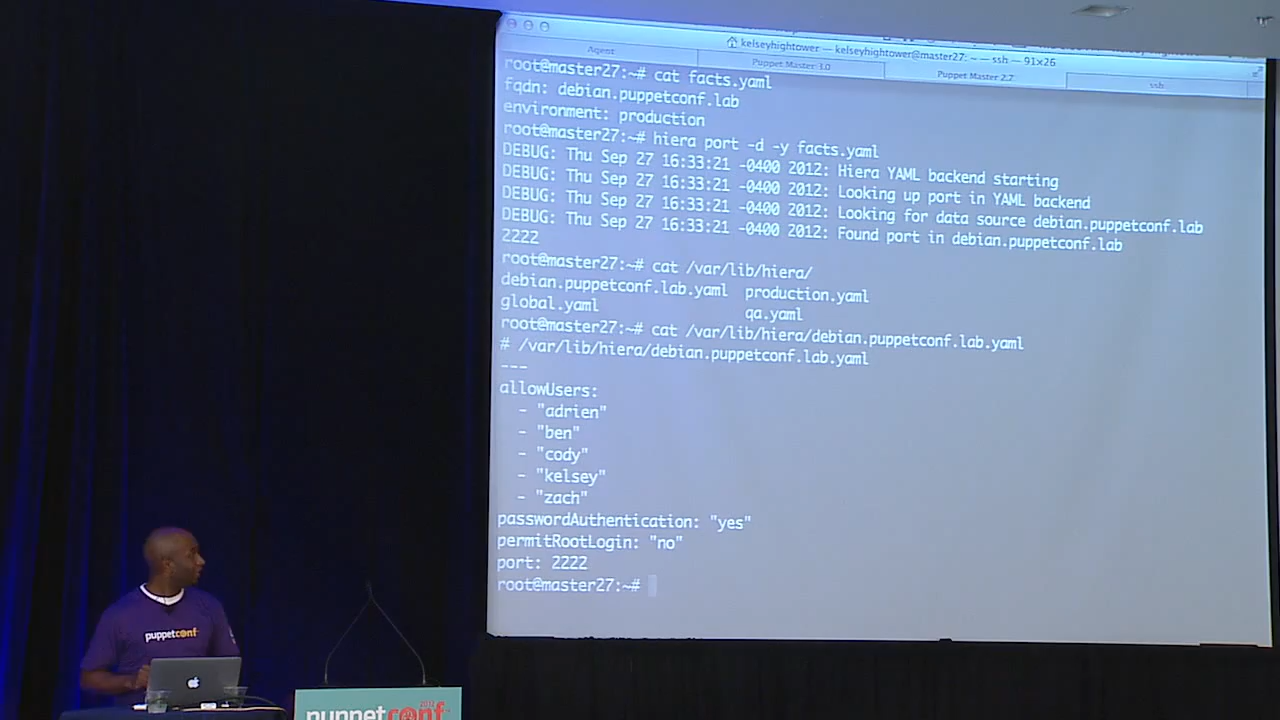 kelseyhightower — kelseyhightower@master27: ~ — ssh — 91×26
Agent
Puppet Master 3.0
Puppet Master 2.7
ssh
root@master27:~# cat facts.yaml
fqdn: debian.puppetconf.lab
environment: production
root@master27:~# hiera port -d -y facts.yaml
DEBUG: Thu Sep 27 16:33:21 -0400 2012: Hiera YAML backend starting
DEBUG: Thu Sep 27 16:33:21 -0400 2012: Looking up port in YAML backend
DEBUG: Thu Sep 27 16:33:21 -0400 2012: Looking for data source debian.puppetconf.lab
DEBUG: Thu Sep 27 16:33:21 -0400 2012: Found port in debian.puppetconf.lab
2222
root@master27:~# cat /var/lib/hiera/
debian.puppetconf.lab.yaml production.yaml
global.yaml qa.yaml
root@master27:~# cat /var/lib/hiera/debian.puppetconf.lab.yaml
# /var/lib/hiera/debian.puppetconf.lab.yaml
---
allowUsers:
- "adrien"
- "ben"
- "cody"
- "kelsey"
- "zach"
passwordAuthentication: "yes"
permitRootLogin: "no"
port: 2222
root@master27:~#
puppetconf
2012
puppetconf